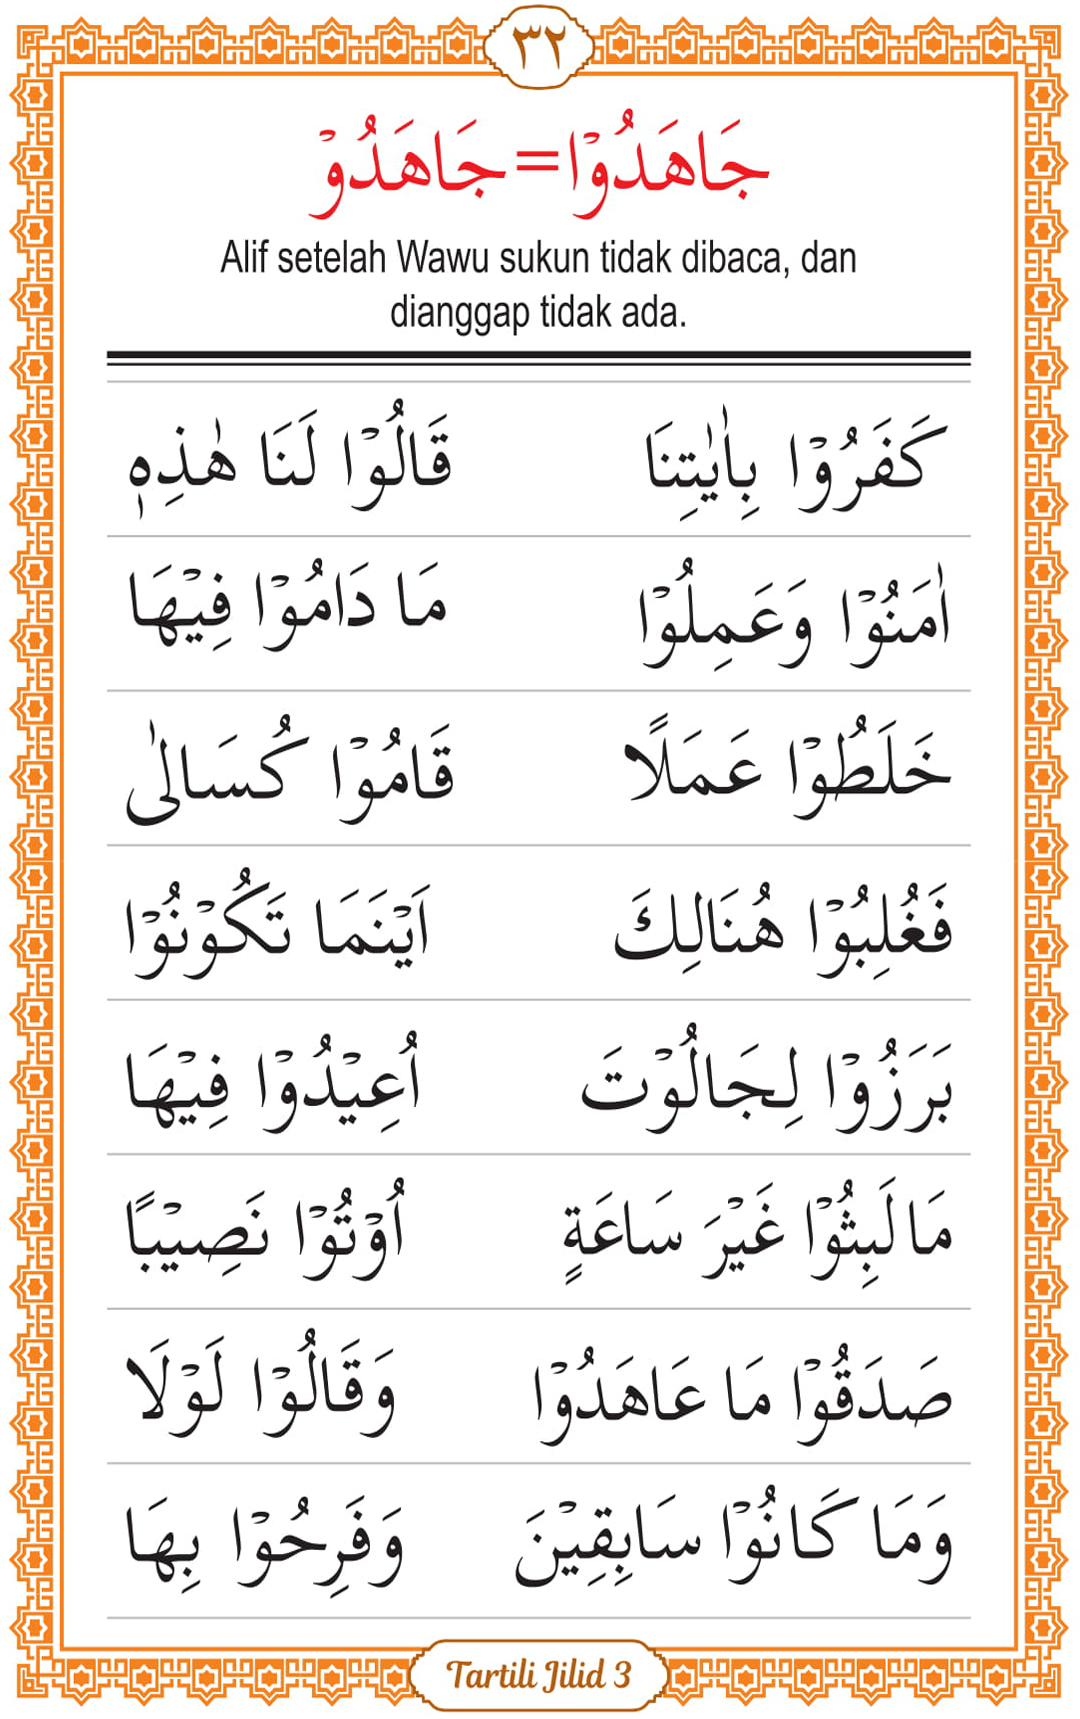 ٣٢
جَاهَدُوْا=جَاهَدُوْ
Alif setelah Wawu sukun tidak dibaca, dan
dianggap tidak ada.
كَفَرُوْا بِاٰيٰتِنَا قَالُوْا لَنَا هٰذِهٖ
اٰمَنُوْا وَعَمِلُوْا مَا دَامُوْا فِيْهَا
خَلَطُوْا عَمَلًا قَامُوْا كُسَالٰى
فَغُلِبُوْا هُنَالِكَ اَيْنَمَا تَكُوْنُوْا
بَرَزُوْا لِجَالُوْتَ اُعِيْدُوْا فِيْهَا
مَا لَبِثُوْا غَيْرَ سَاعَةٍ اُوْتُوْا نَصِيْبًا
صَدَقُوْا مَا عَاهَدُوْا وَقَالُوْا لَوْلَا
وَمَا كَانُوْا سَابِقِيْنَ وَفَرِحُوْا بِهَا
Tartili Jilid 3